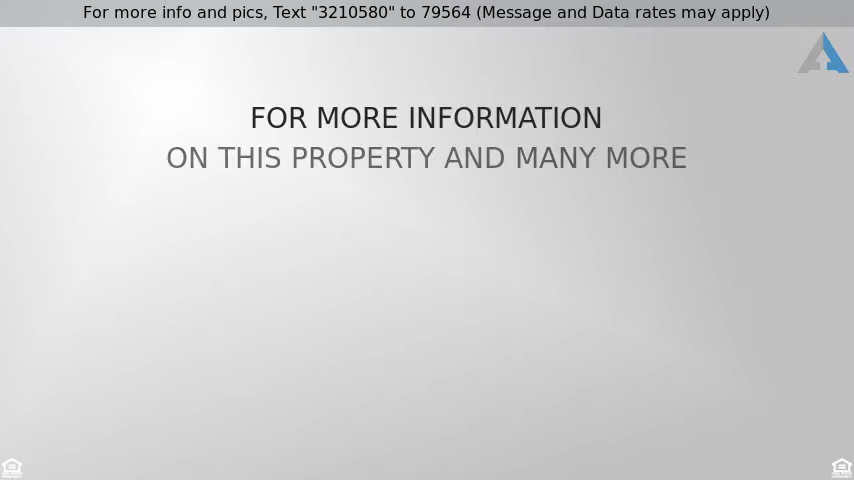 For more info and pics, Text "3210580" to 79564 (Message and Data rates may apply)
FOR MORE INFORMATION
ON THIS PROPERTY AND MANY MORE